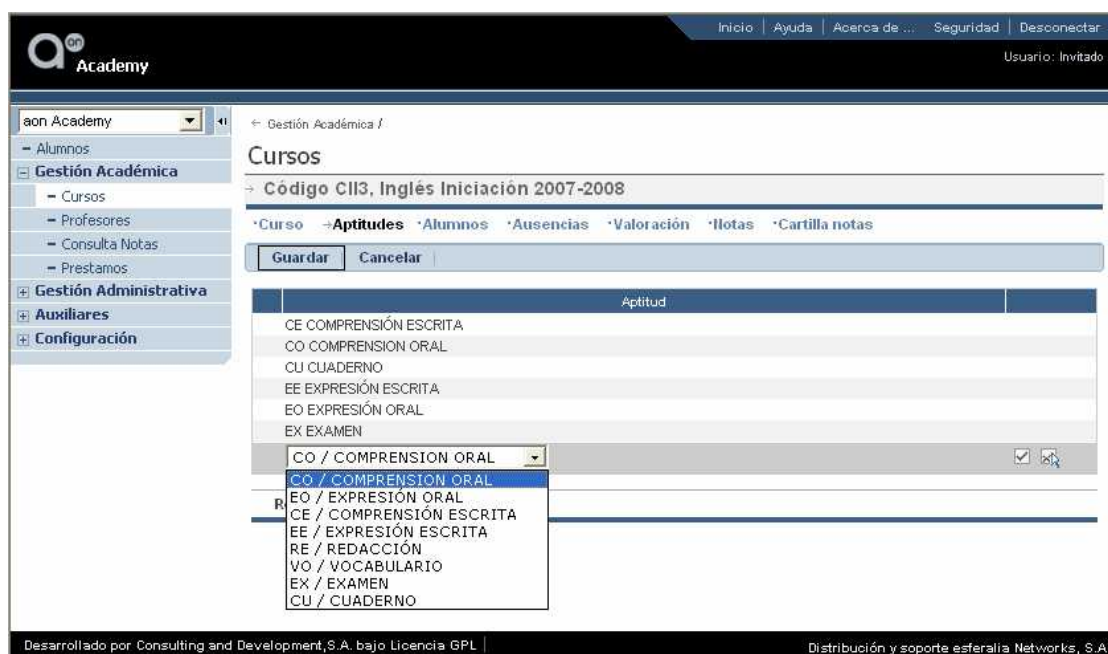 Inicio | Ayuda | Acerca de ... Seguridad | Desconectar
aon
Academy
Usuario: Invitado
aon Academy
← Gestión Académica /
– Alumnos
Gestión Académica
– Cursos
– Profesores
– Consulta Notas
– Prestamos
Gestión Administrativa
Auxiliares
Configuración
Cursos
Código CII3, Inglés Iniciación 2007-2008
Curso Aptitudes Alumnos Ausencias Valoración Notas Cartilla notas
Guardar Cancelar
Aptitud
CE COMPRENSIÓN ESCRITA
CO COMPRENSION ORAL
CU CUADERNO
EE EXPRESIÓN ESCRITA
EO EXPRESIÓN ORAL
EX EXAMEN
CO / COMPRENSION ORAL
CO / COMPRENSION ORAL
EO / EXPRESIÓN ORAL
CE / COMPRENSIÓN ESCRITA
EE / EXPRESIÓN ESCRITA
RE / REDACCIÓN
VO / VOCABULARIO
EX / EXAMEN
CU / CUADERNO
Desarrollado por Consulting and Development,S.A. bajo Licencia GPL |
Distribución y soporte esferalia Networks, S.A